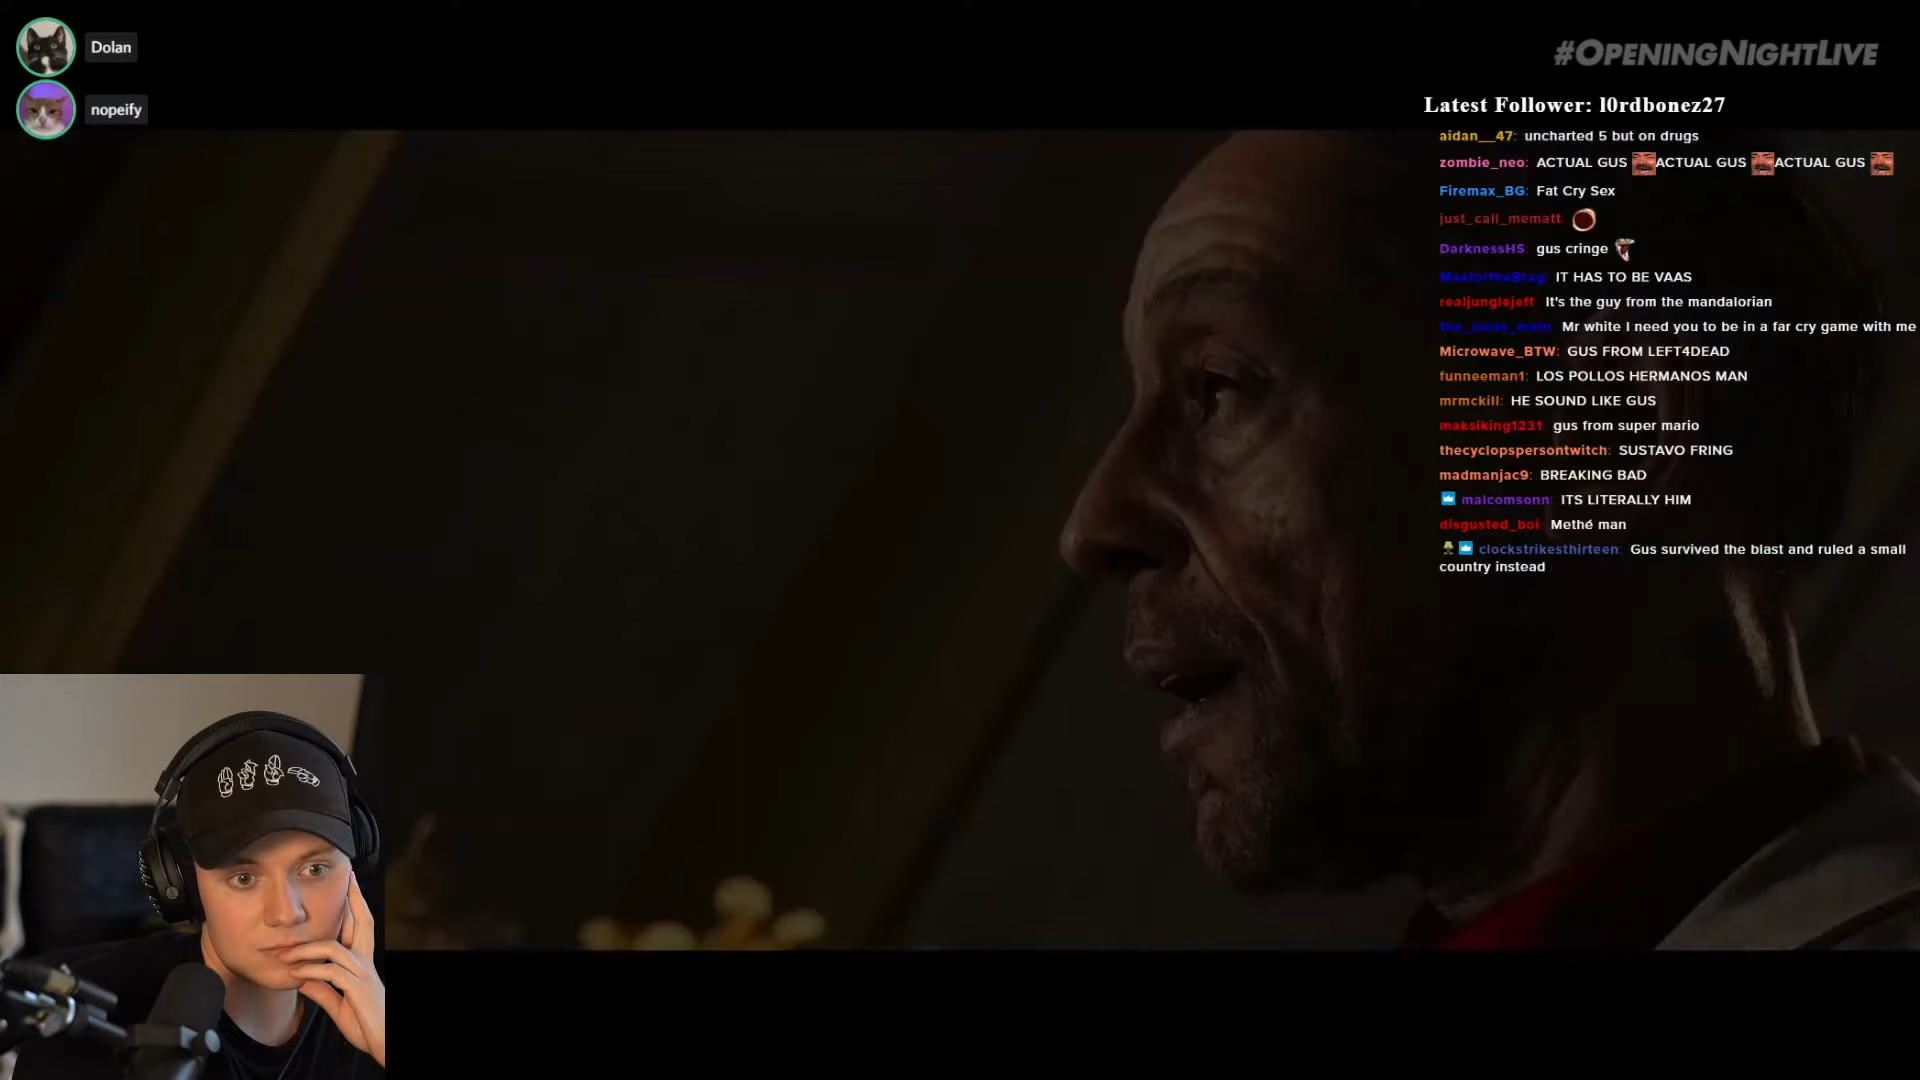 Dolan
nopeify
#OPENINGNIGHTLIVE
Latest Follower: l0rdbonez27
aidan__47: uncharted 5 but on drugs
zombie_neo: ACTUAL GUS ACTUAL GUS ACTUAL GUS
Firemax_BG: Fat Cry Sex
just_call_mematt:
DarknessHS: gus cringe
MaxfortheBrag: IT HAS TO BE VAAS
realjunglejeff: It's the guy from the mandalorian
the_lucas_main: Mr white I need you to be in a far cry game with me
Microwave_BTW: GUS FROM LEFT4DEAD
funneeman1: LOS POLLOS HERMANOS MAN
mrmckill: HE SOUND LIKE GUS
maksiking1231: gus from super mario
thecyclopspersontwitch: SUSTAVO FRING
madmanjac9: BREAKING BAD
malcomsonn: ITS LITERALLY HIM
disgusted_boi: Methé man
clockstrikesthirteen: Gus survived the blast and ruled a small
country instead